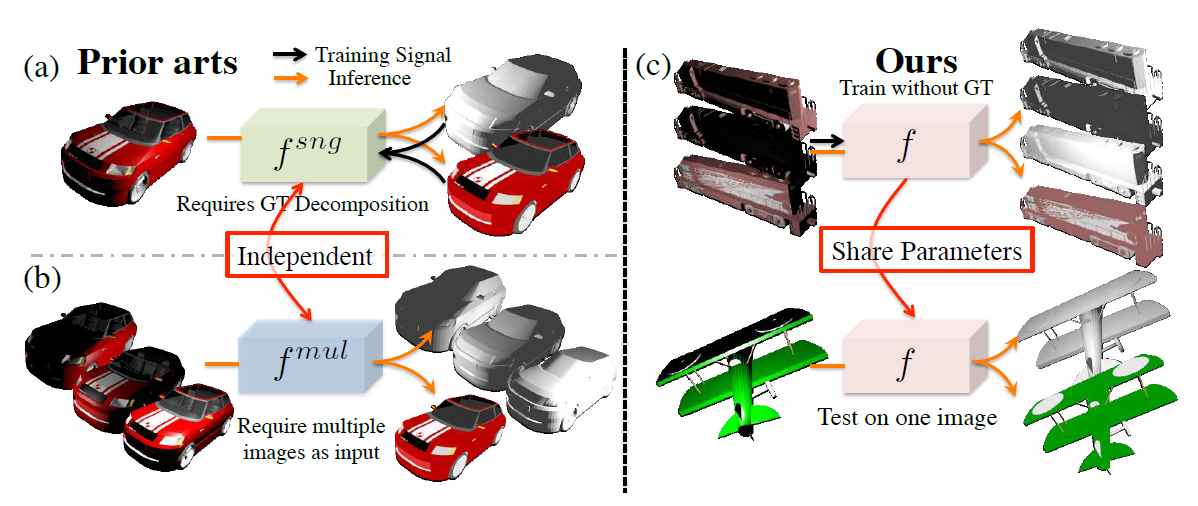 (a) Prior arts
Training Signal
Inference
f^{sng}
Requires GT Decomposition
Independent
(b)
f^{mul}
Require multiple
images as input
(c) Ours
Train without GT
f
Share Parameters
f
Test on one image